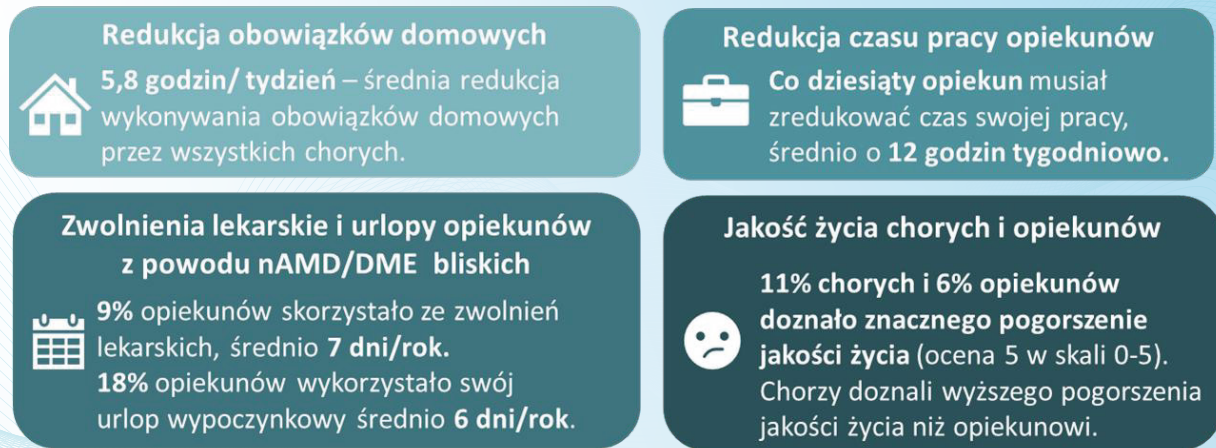 Redukcja obowiązków domowych
5,8 godzin/ tydzień – średnia redukcja
wykonywania obowiązków domowych
przez wszystkich chorych.
Redukcja czasu pracy opiekunów
Co dziesiąty opiekun musiał
zredukować czas swojej pracy,
średnio o 12 godzin tygodniowo.
Zwolnienia lekarskie i urlopy opiekunów
z powodu nAMD/DME bliskich
9% opiekunów skorzystało ze zwolnień
lekarskich, średnio 7 dni/rok.
18% opiekunów wykorzystało swój
urlop wypoczynkowy średnio 6 dni/rok.
Jakość życia chorych i opiekunów
11% chorych i 6% opiekunów
doznało znacznego pogorszenie
jakości życia (ocena 5 w skali 0-5).
Chorzy doznali wyższego pogorszenia
jakości życia niż opiekunowi.